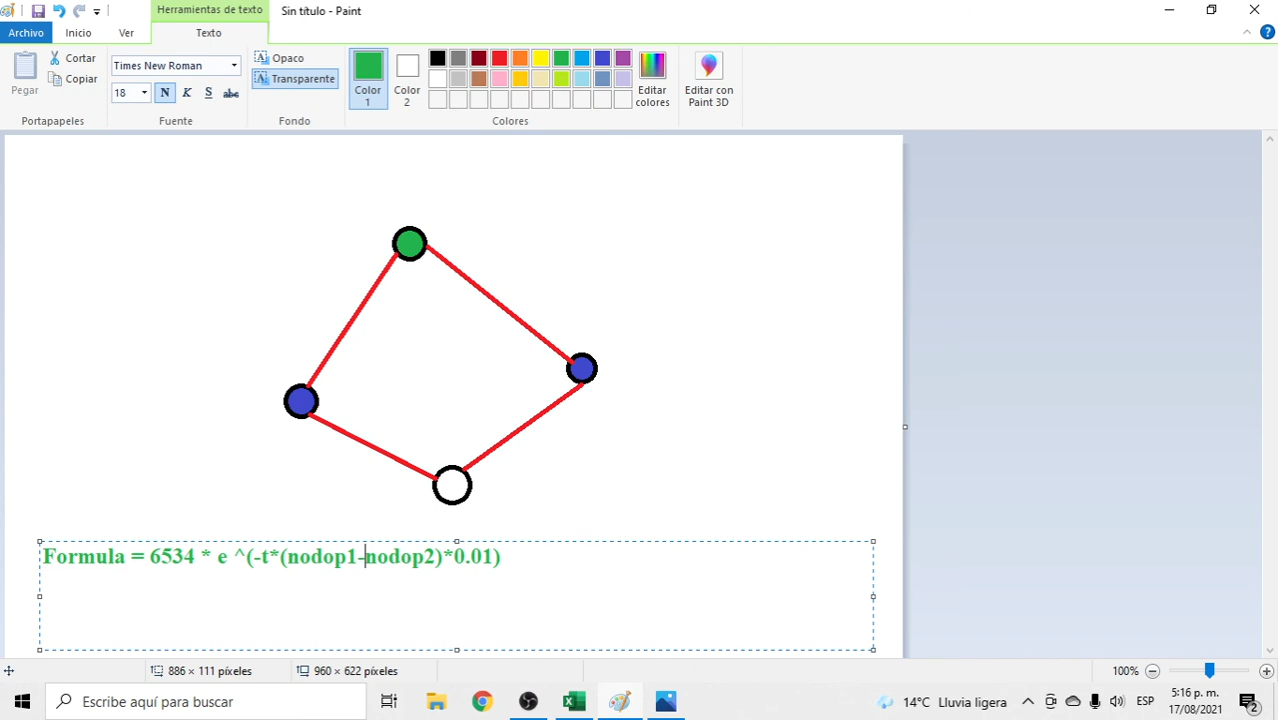 Herramientas de texto
Sin título - Paint
Archivo
Inicio
Ver
Texto
Pegar
Cortar
Copiar
Portapapeles
Times New Roman
18
N K S abc
Fuente
Opaco
Transparente
Fondo
Color 1
Color 2
Editar colores
Colores
Editar con Paint 3D
Formula = 6534 * e ^(-t*(nodop1-nodop2)*0.01)
886 × 111 píxeles
960 × 622 píxeles
100%
Escribe aquí para buscar
14°C Lluvia ligera
ESP
5:16 p. m.
17/08/2021
2